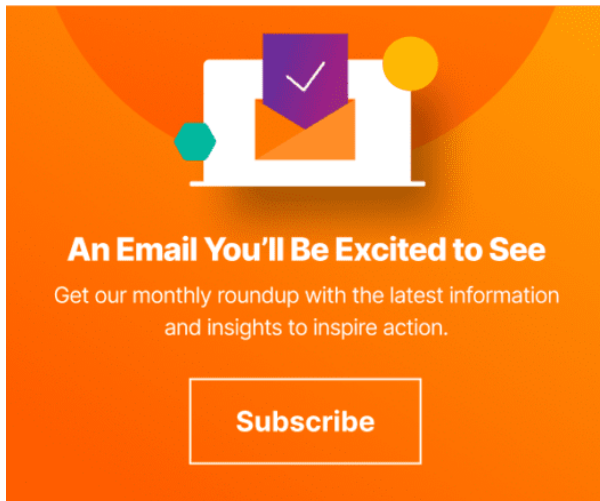 An Email You’ll Be Excited to See
Get our monthly roundup with the latest information
and insights to inspire action.
Subscribe